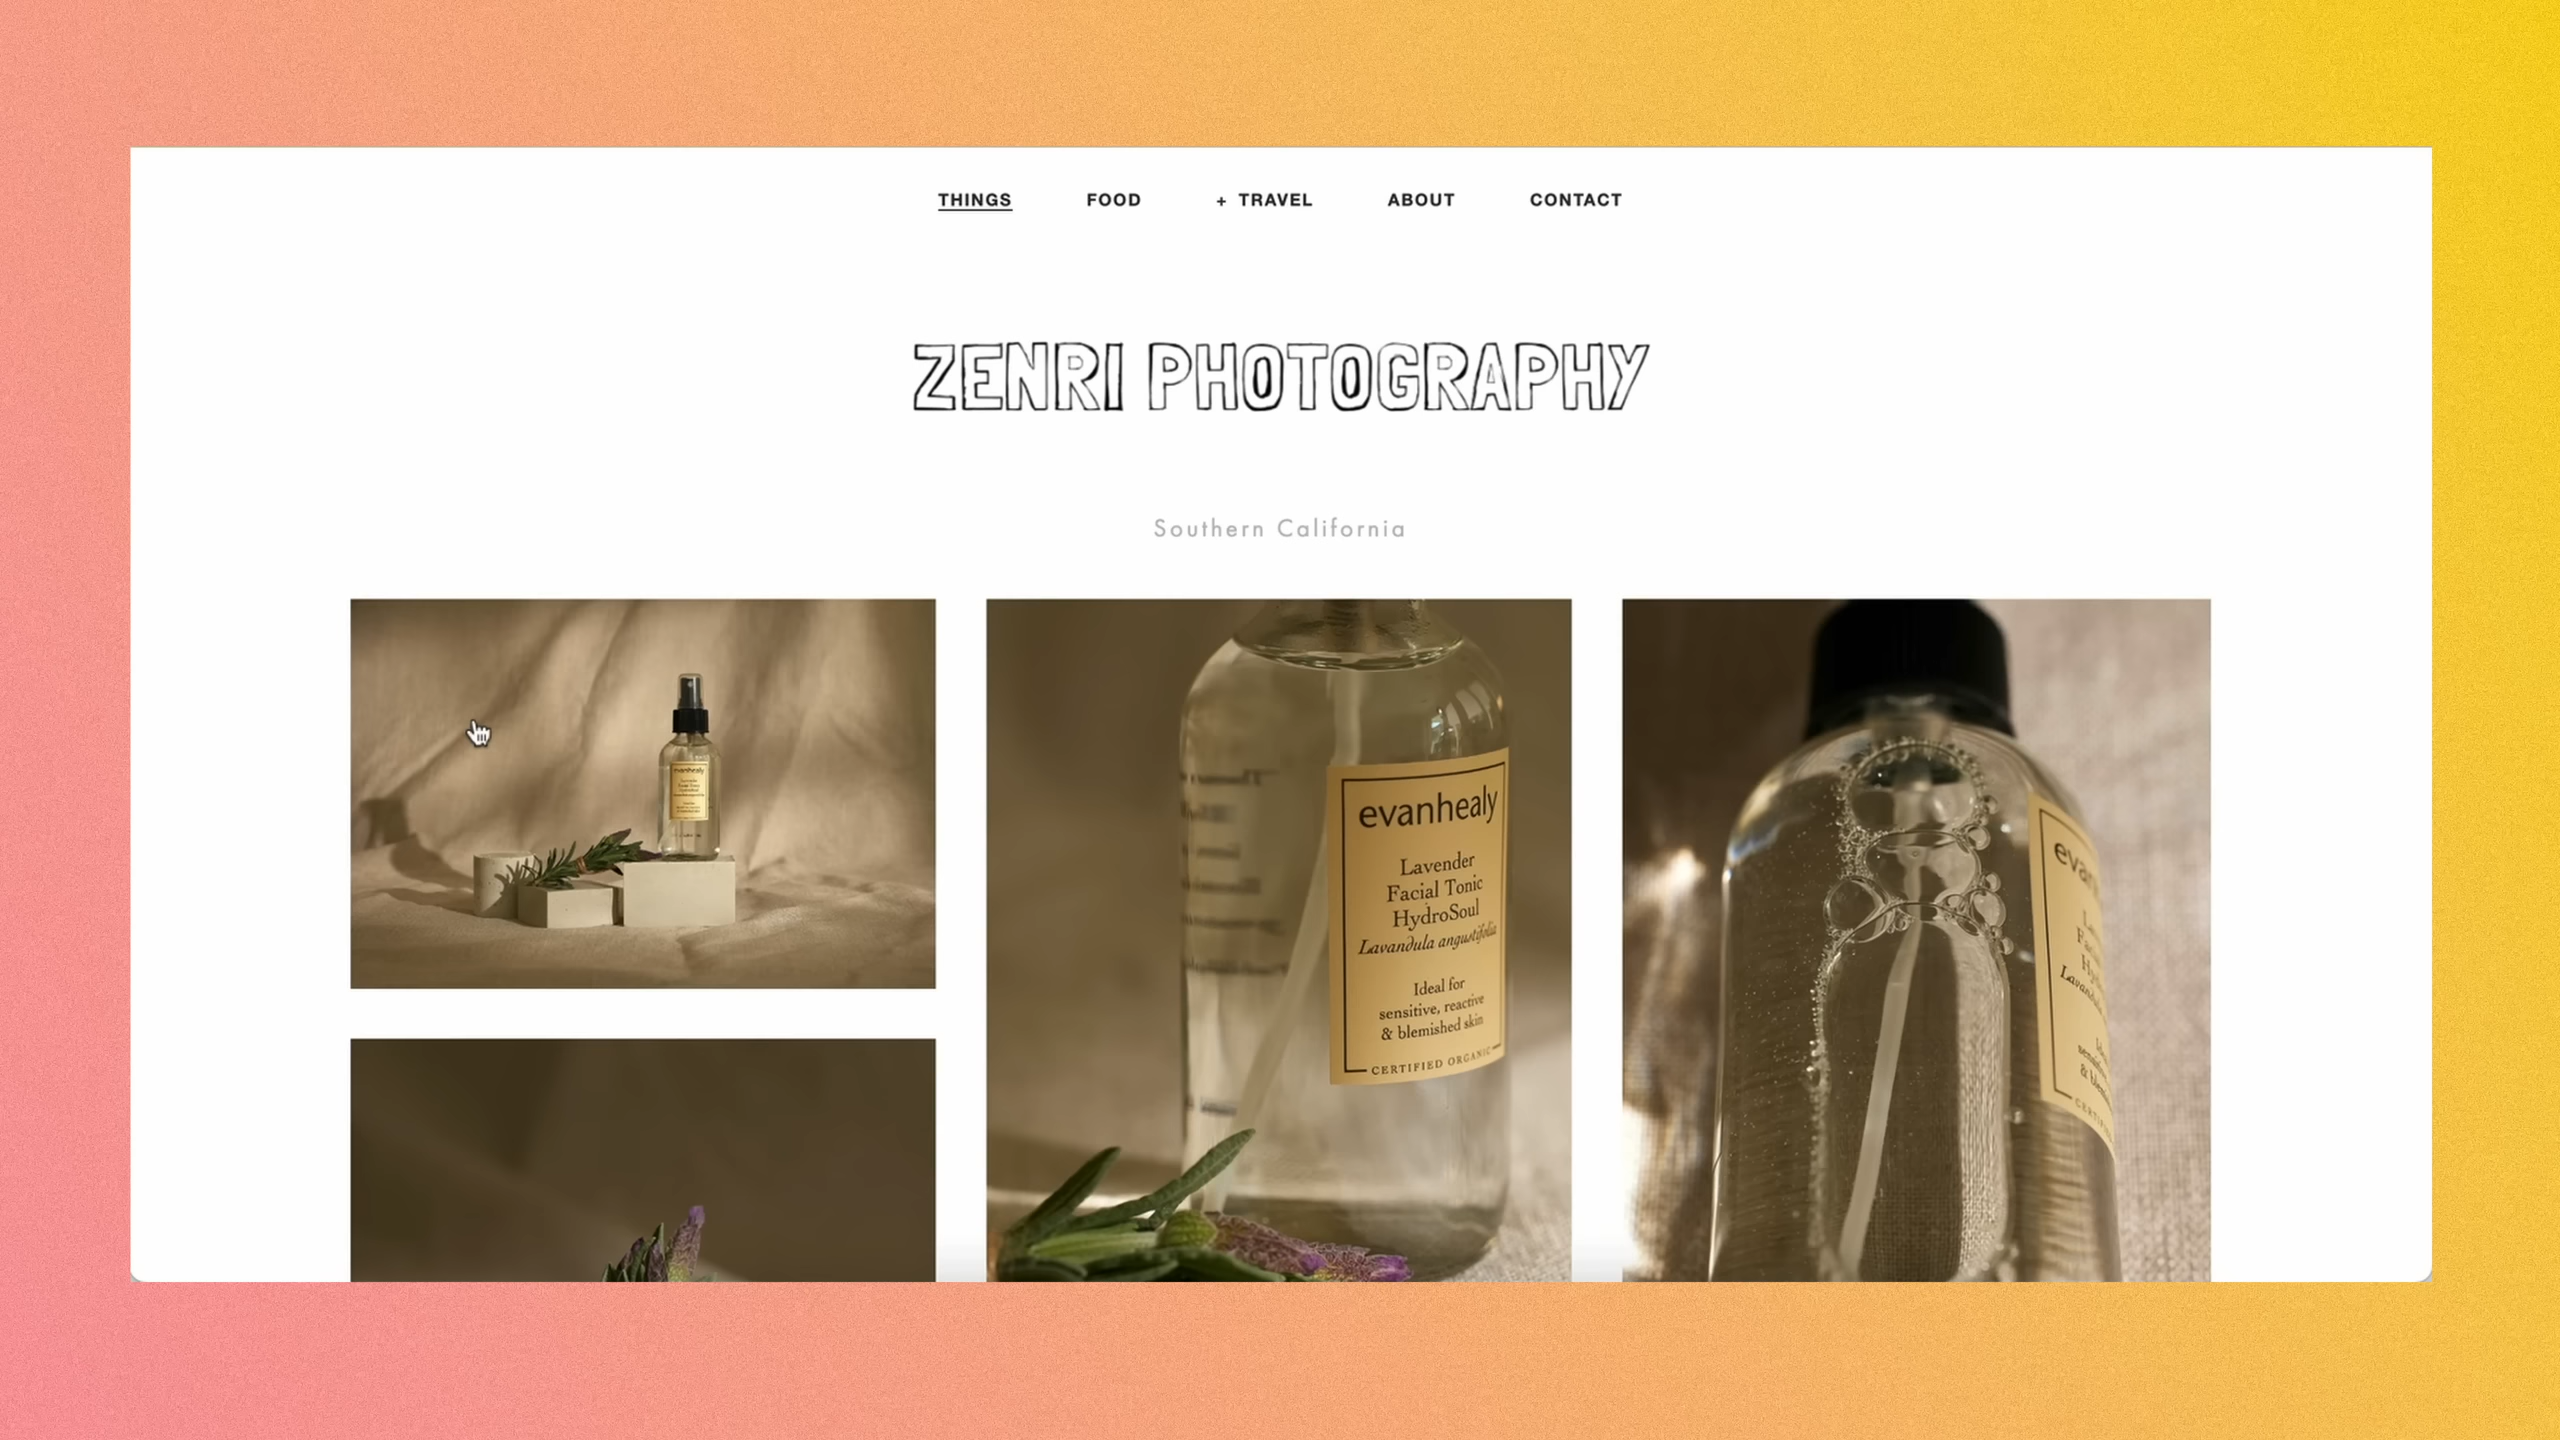 THINGS FOOD + TRAVEL ABOUT CONTACT
ZENRI PHOTOGRAPHY
Southern California
evanhealy
evanhealy
Lavender
Facial Tonic
HydroSoul
Lavandula angustifolia
Ideal for
sensitive, reactive
& blemished skin
CERTIFIED ORGANIC